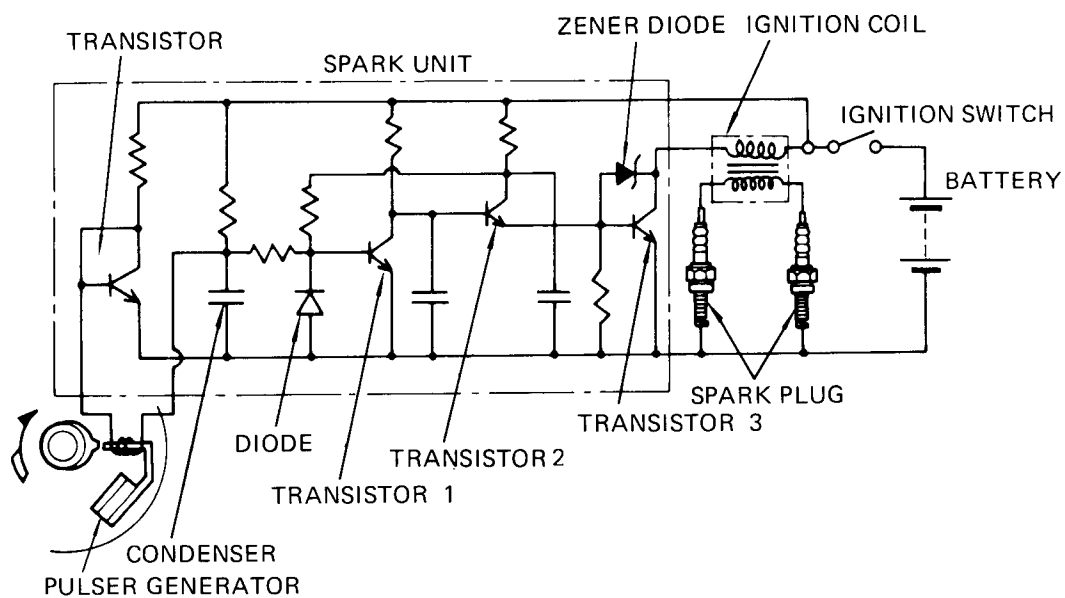 ZENER DIODE
IGNITION COIL
TRANSISTOR
SPARK UNIT
IGNITION SWITCH
BATTERY
SPARK PLUG
TRANSISTOR 3
DIODE
TRANSISTOR 2
TRANSISTOR 1
CONDENSER
PULSER GENERATOR